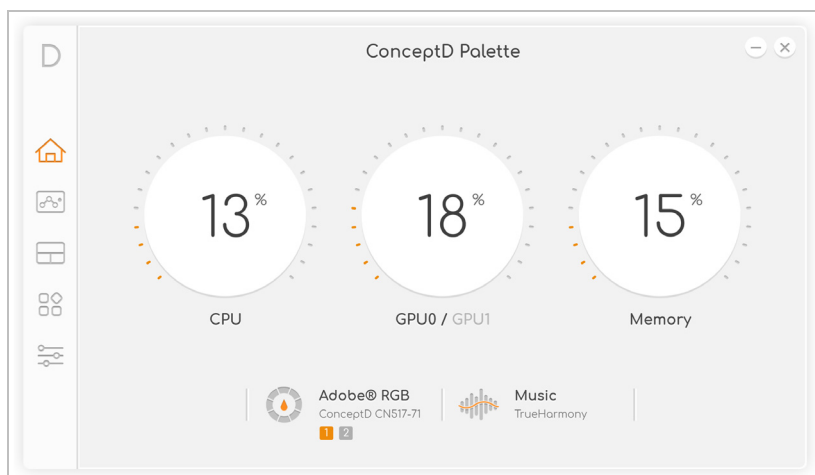 D
ConceptD Palette
13%
18%
15%
CPU
GPU0 / GPU1
Memory
Adobe® RGB
ConceptD CN517-71
1 2
Music
TrueHarmony